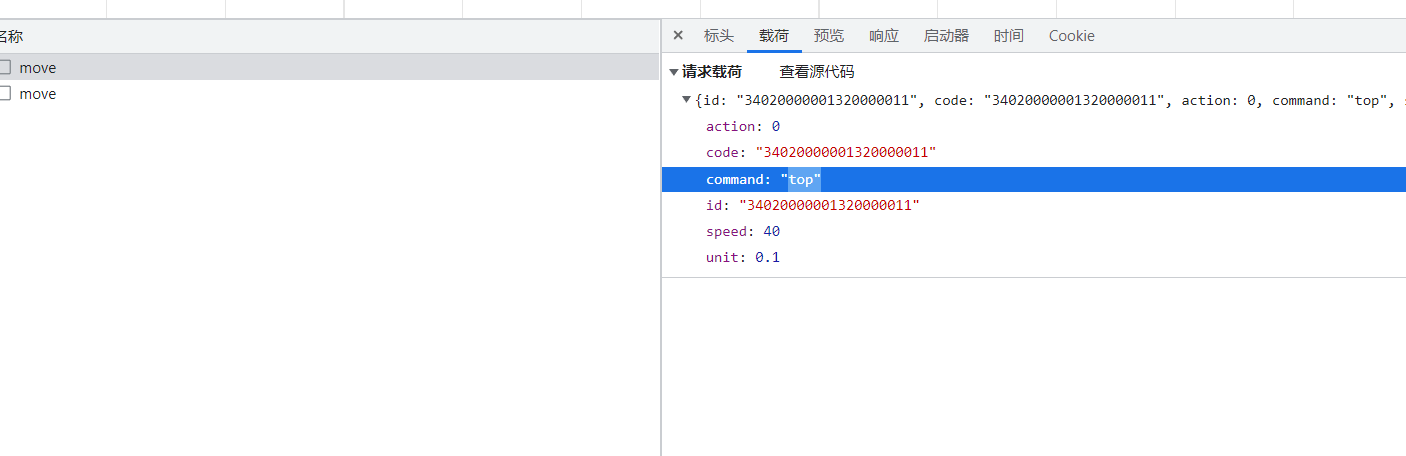 名称
move
move
× 标头 载荷 预览 响应 启动器 时间 Cookie
▼请求载荷 查看源代码
▼{id: "34020000001320000011", code: "34020000001320000011", action: 0, command: "top",
action: 0
code: "34020000001320000011"
command: "top"
id: "34020000001320000011"
speed: 40
unit: 0.1